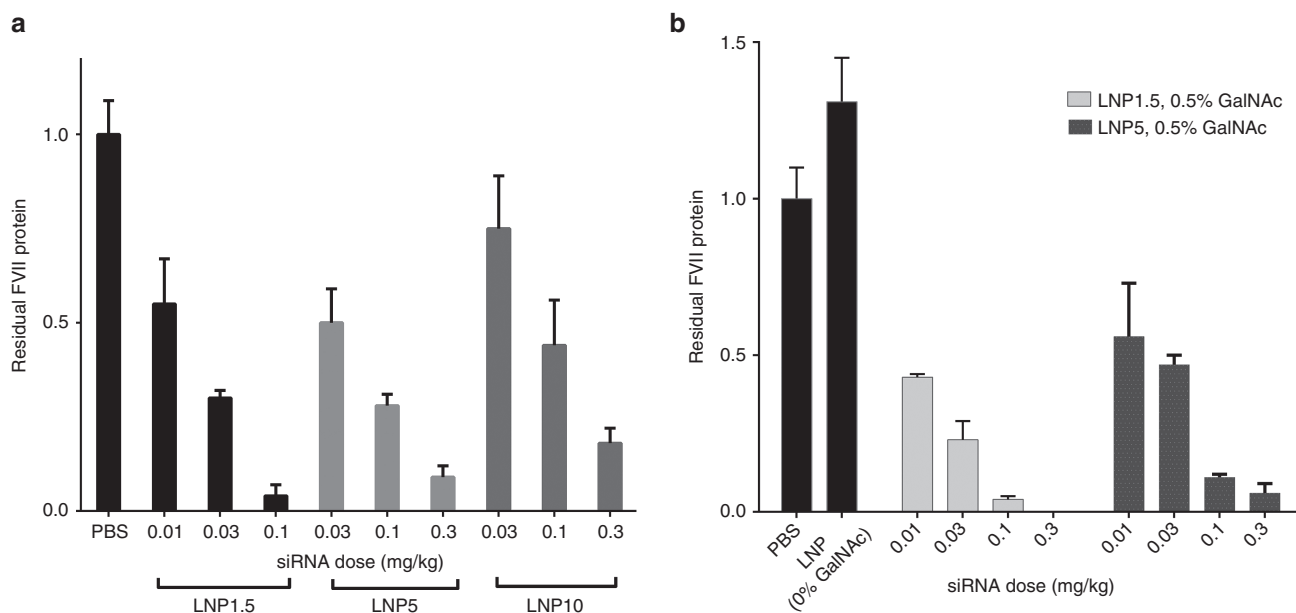 a
1.0
0.5
0.0
Residual FVII protein
PBS 0.01 0.03 0.1 0.03 0.1 0.3 0.03 0.1 0.3
siRNA dose (mg/kg)
LNP1.5 LNP5 LNP10
b
1.5
1.0
0.5
0.0
Residual FVII protein
LNP1.5, 0.5% GalNAc
LNP5, 0.5% GalNAc
PBS
LNP
(0% GalNAc)
0.01 0.03 0.1 0.3 0.01 0.03 0.1 0.3
siRNA dose (mg/kg)